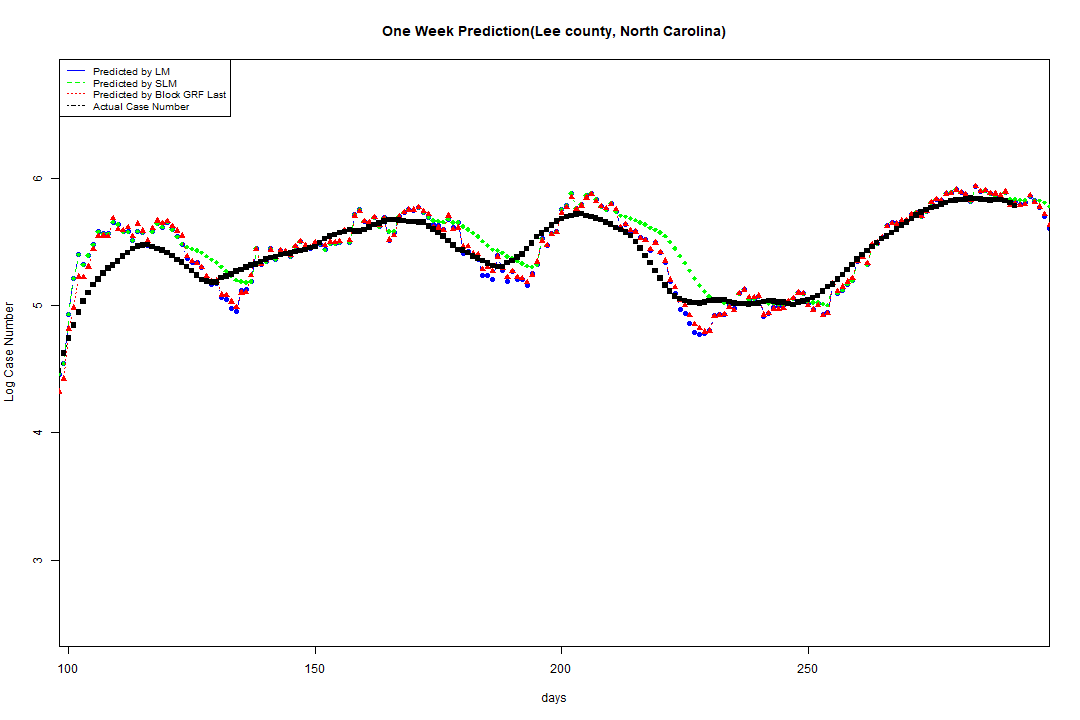 One Week Prediction(Lee county, North Carolina)
Predicted by LM
Predicted by SLM
Predicted by Block GRF Last
Actual Case Number
6
5
4
3
Log Case Number
100 150 200 250
days